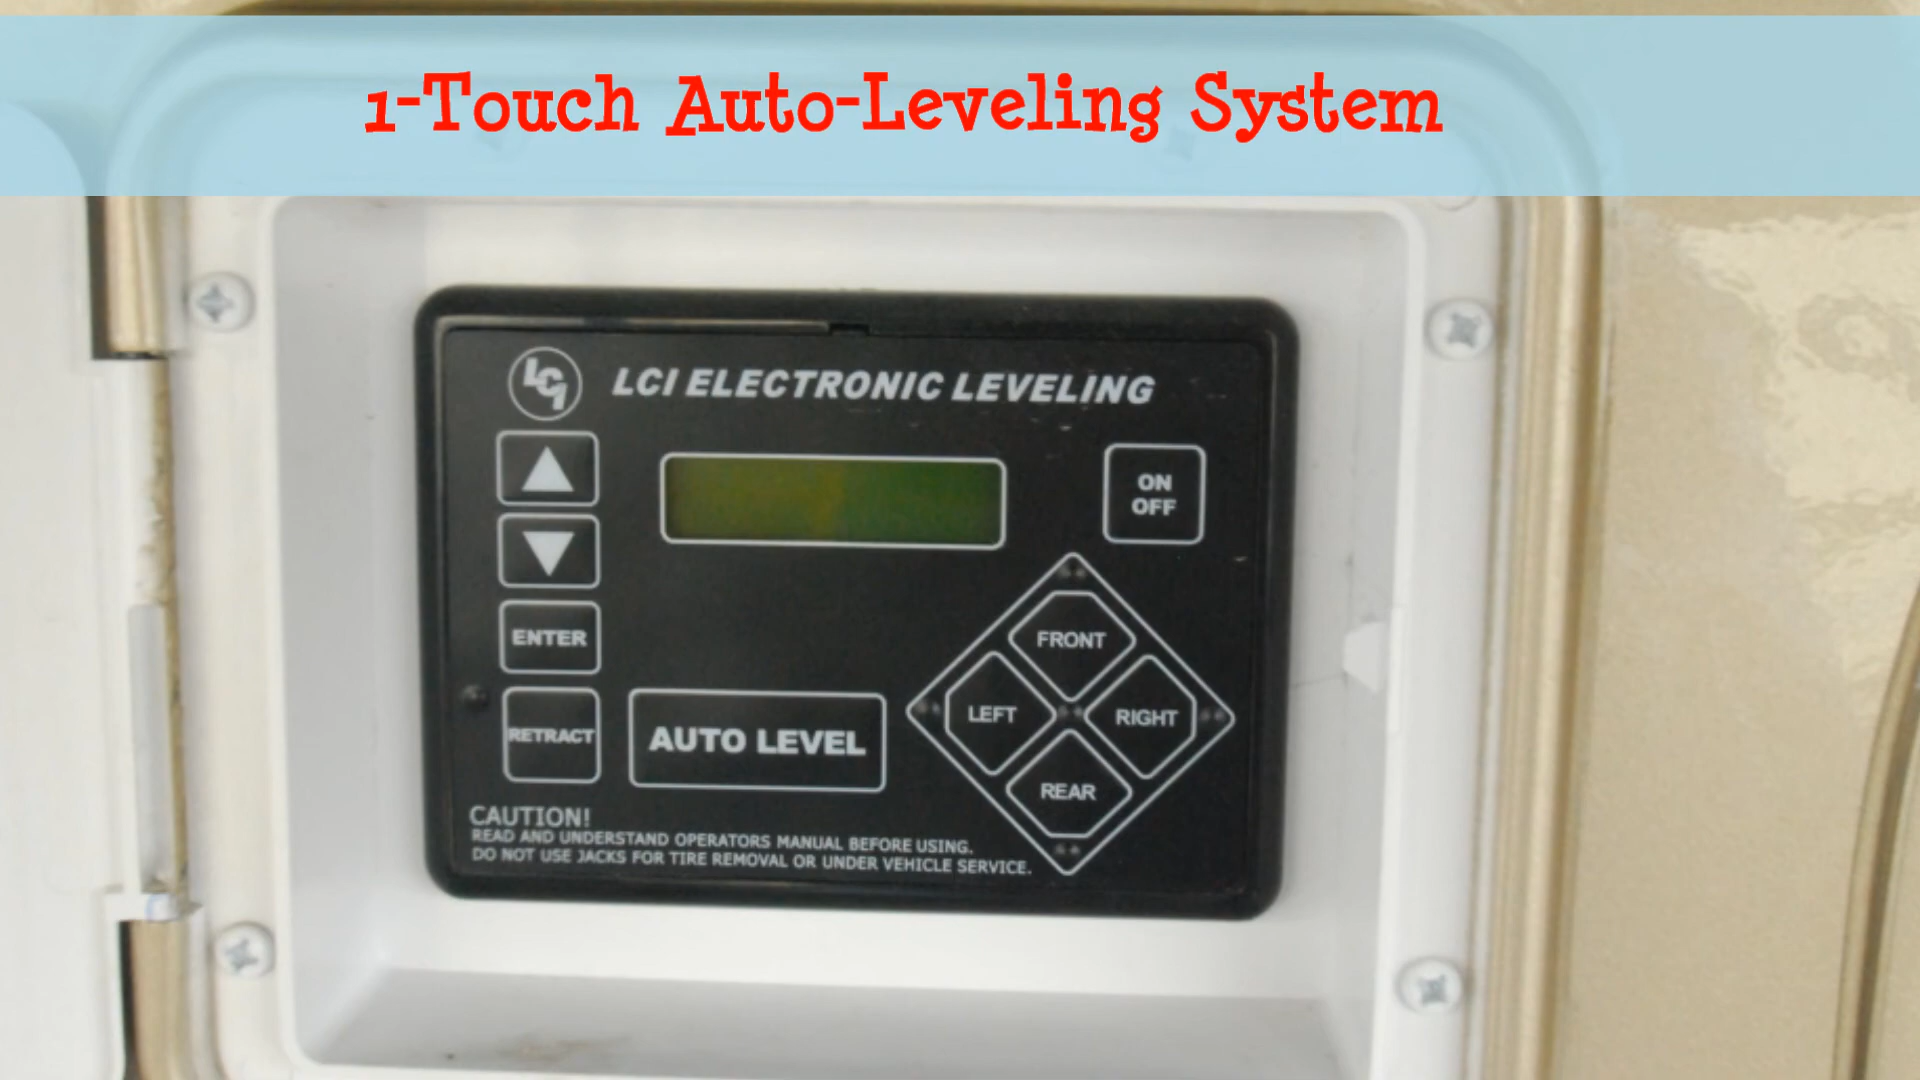 1-Touch Auto-Leveling System
LCI
LCI ELECTRONIC LEVELING
ON
OFF
ENTER
FRONT
LEFT
RIGHT
REAR
RETRACT
AUTO LEVEL
CAUTION!
READ AND UNDERSTAND OPERATORS MANUAL BEFORE USING.
DO NOT USE JACKS FOR TIRE REMOVAL OR UNDER VEHICLE SERVICE.